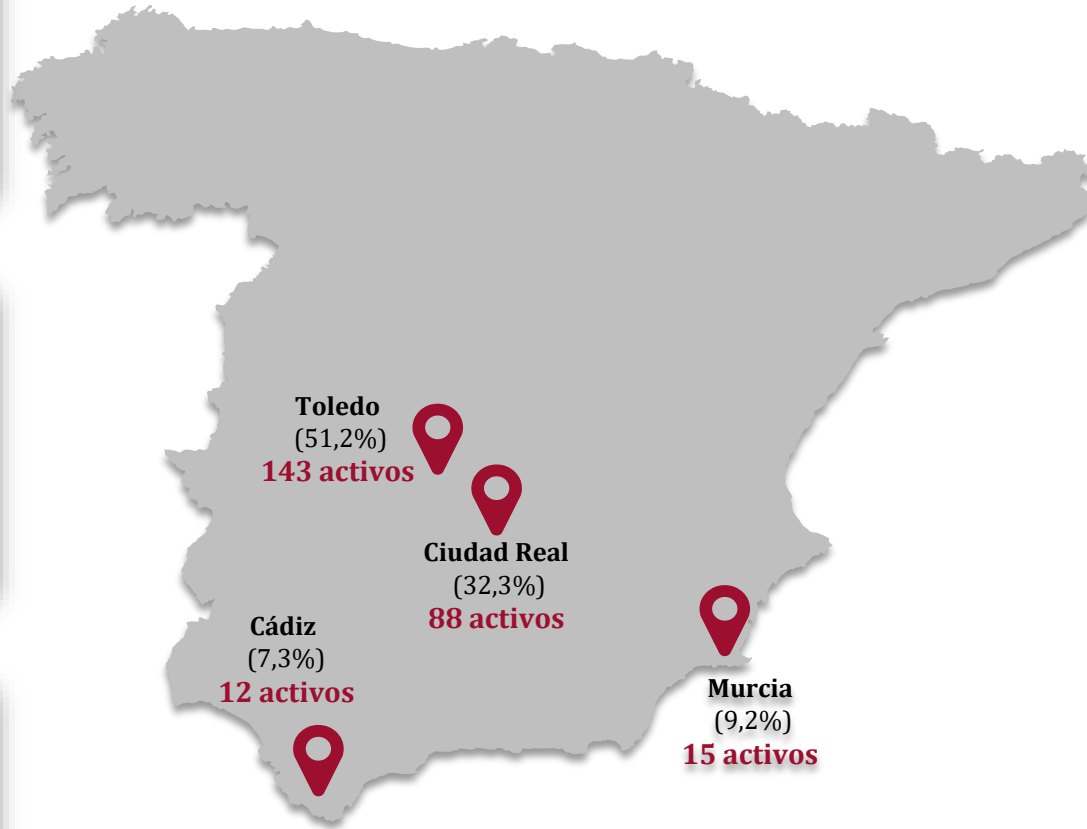 Toledo
(51,2%)
143 activos
Ciudad Real
(32,3%)
88 activos
Cádiz
(7,3%)
12 activos
Murcia
(9,2%)
15 activos